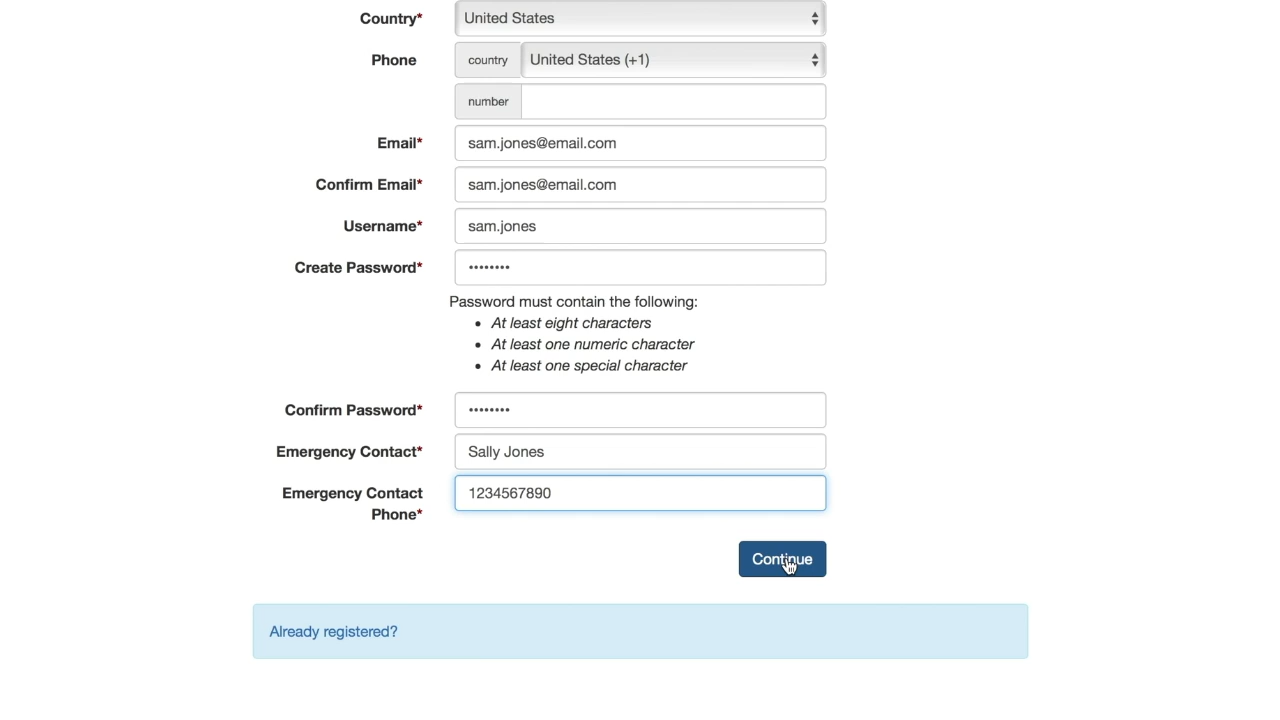 Country* United States
Phone country United States (+1)
number
Email* sam.jones@email.com
Confirm Email* sam.jones@email.com
Username* sam.jones
Create Password* ••••••••
Password must contain the following:
• At least eight characters
• At least one numeric character
• At least one special character
Confirm Password* ••••••••
Emergency Contact* Sally Jones
Emergency Contact 1234567890
Phone*
Continue
Already registered?